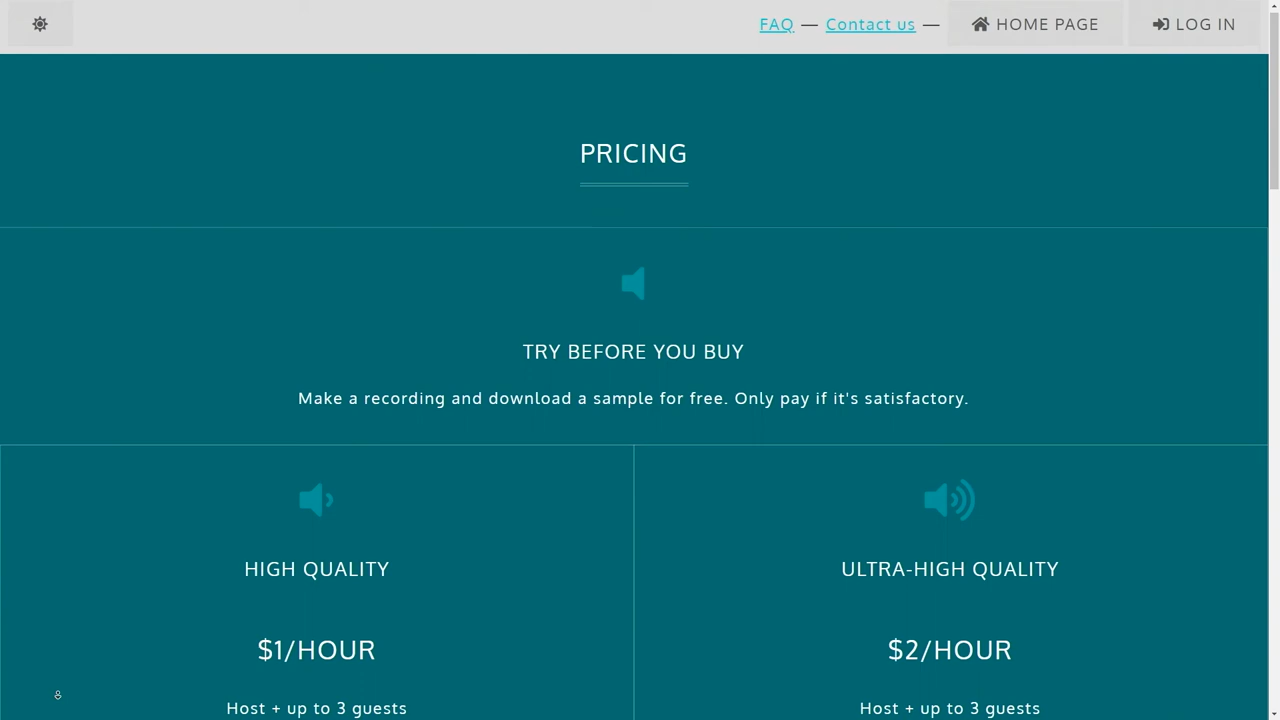 FAQ — Contact us — HOME PAGE LOG IN
PRICING
TRY BEFORE YOU BUY
Make a recording and download a sample for free. Only pay if it's satisfactory.
HIGH QUALITY
$1/HOUR
Host + up to 3 guests
ULTRA-HIGH QUALITY
$2/HOUR
Host + up to 3 guests